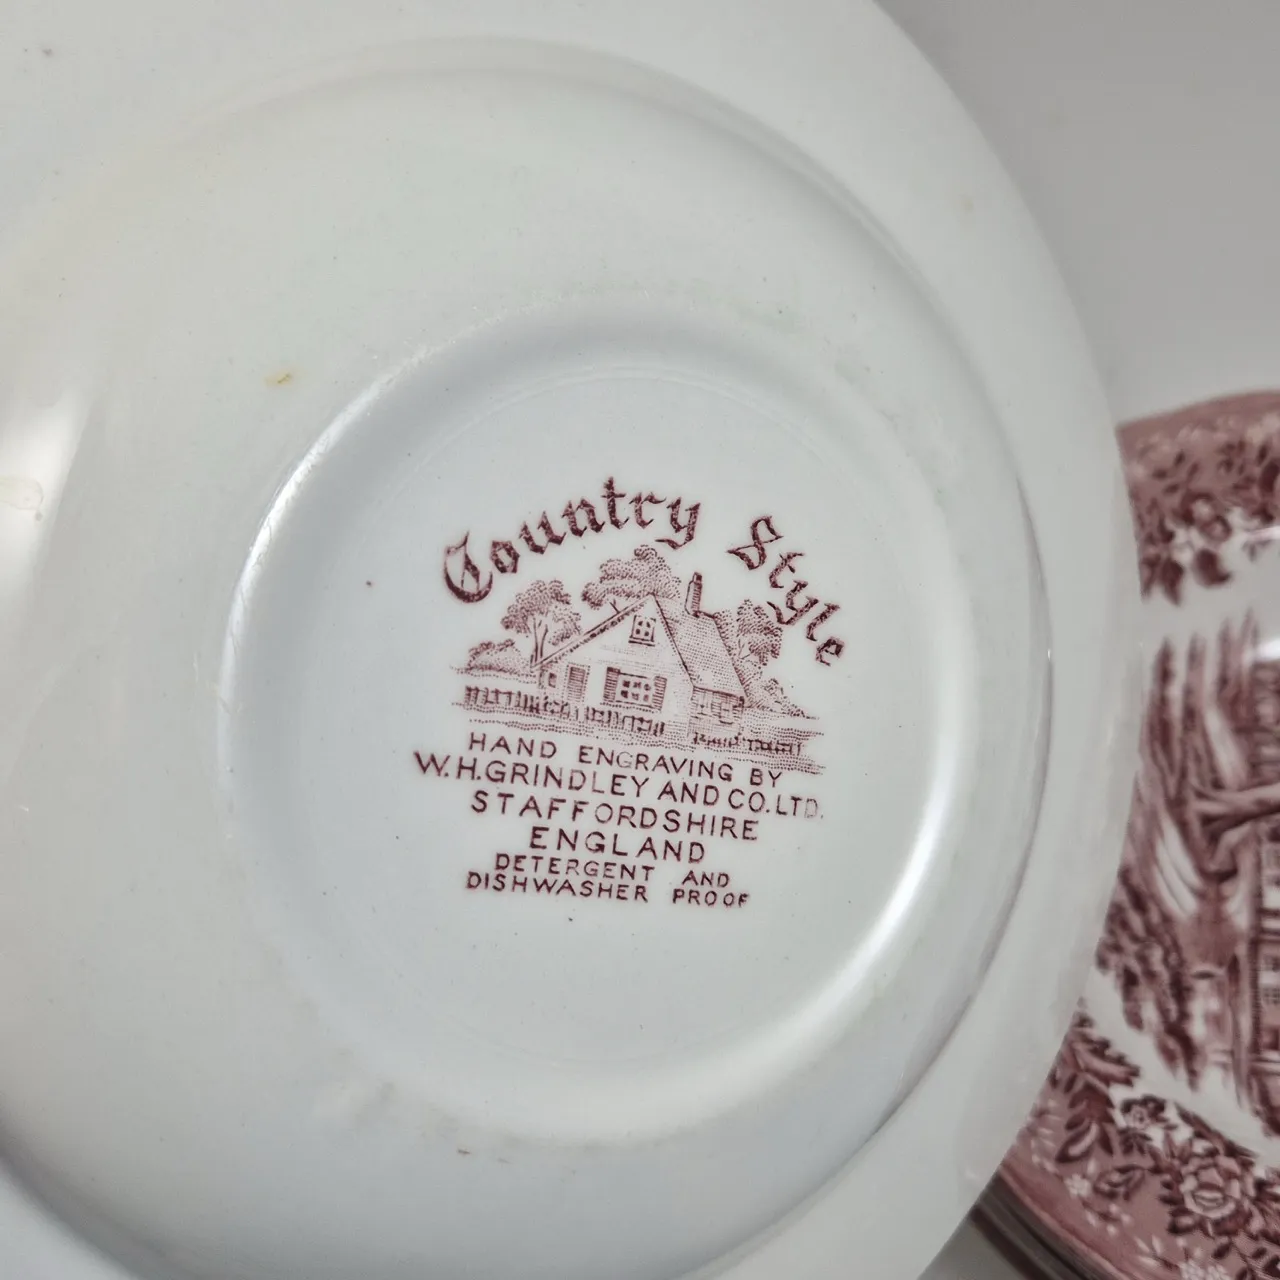 Country Style
HAND ENGRAVING BY
W.H.GRINDLEY AND CO.LTD.
STAFFORDSHIRE
ENGLAND
DETERGENT AND
DISHWASHER PROOF